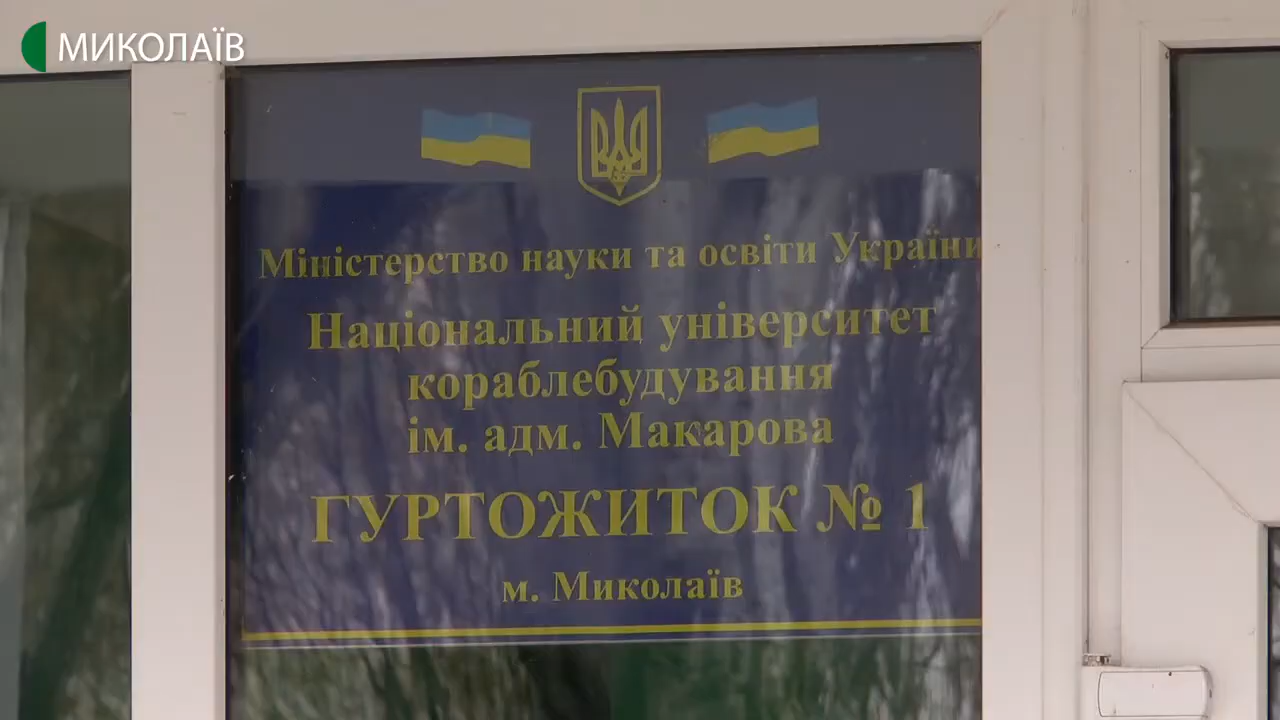 МИКОЛАЇВ
Міністерство науки та освіти України
Національний університет
кораблебудування
ім. адм. Макарова
ГУРТОЖИТОК № 1
м. Миколаїв